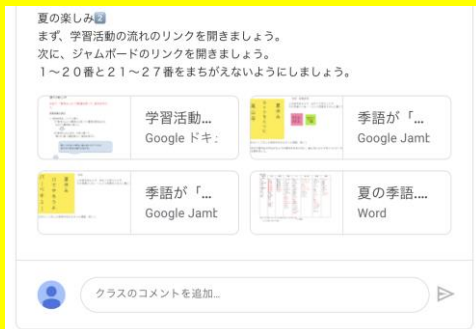 夏の楽しみ2️⃣
まず、学習活動の流れのリンクを開きましょう。
次に、ジャムボードのリンクを開きましょう。
1〜20番と21〜27番をまちがえないようにしましょう。
学習活動...
Google ドキ:
季語が「...
Google Jamb
季語が「...
Google Jamb
夏の季語....
Word
クラスのコメントを追加...